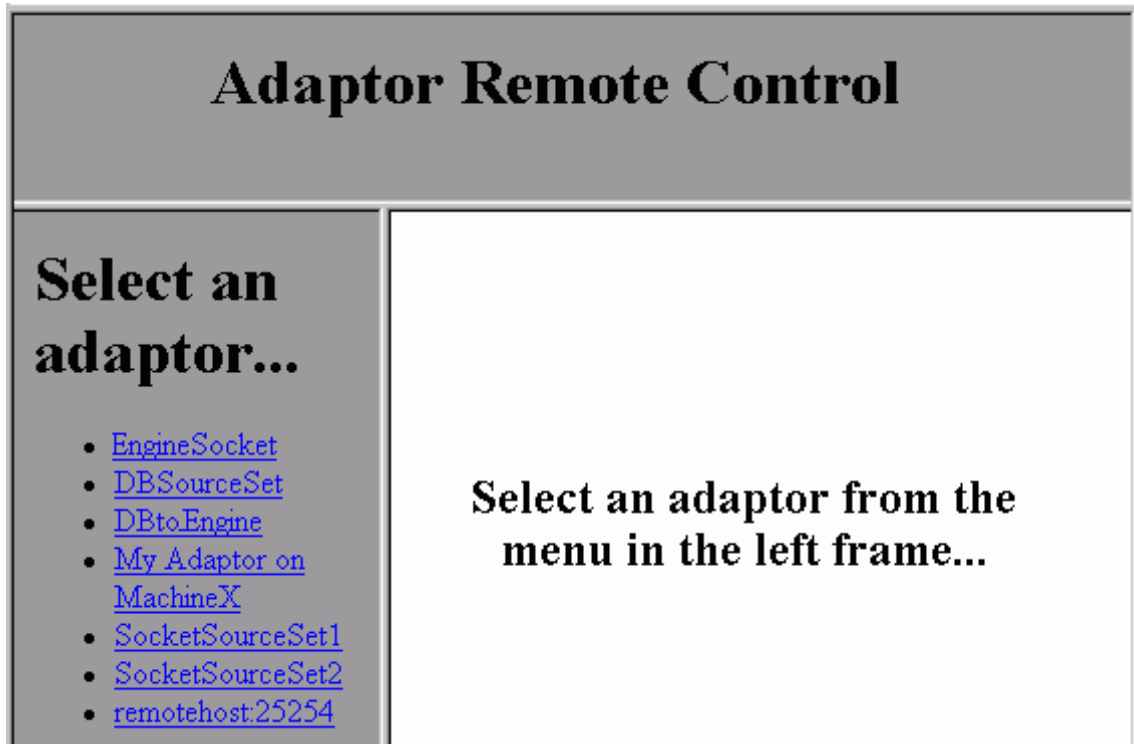 Adaptor Remote Control
Select an
adaptor...
EngineSocket
DBSourceSet
DBtoEngine
My Adaptor on
MachineX
SocketSourceSet1
SocketSourceSet2
remotehost:25254
Select an adaptor from the
menu in the left frame...